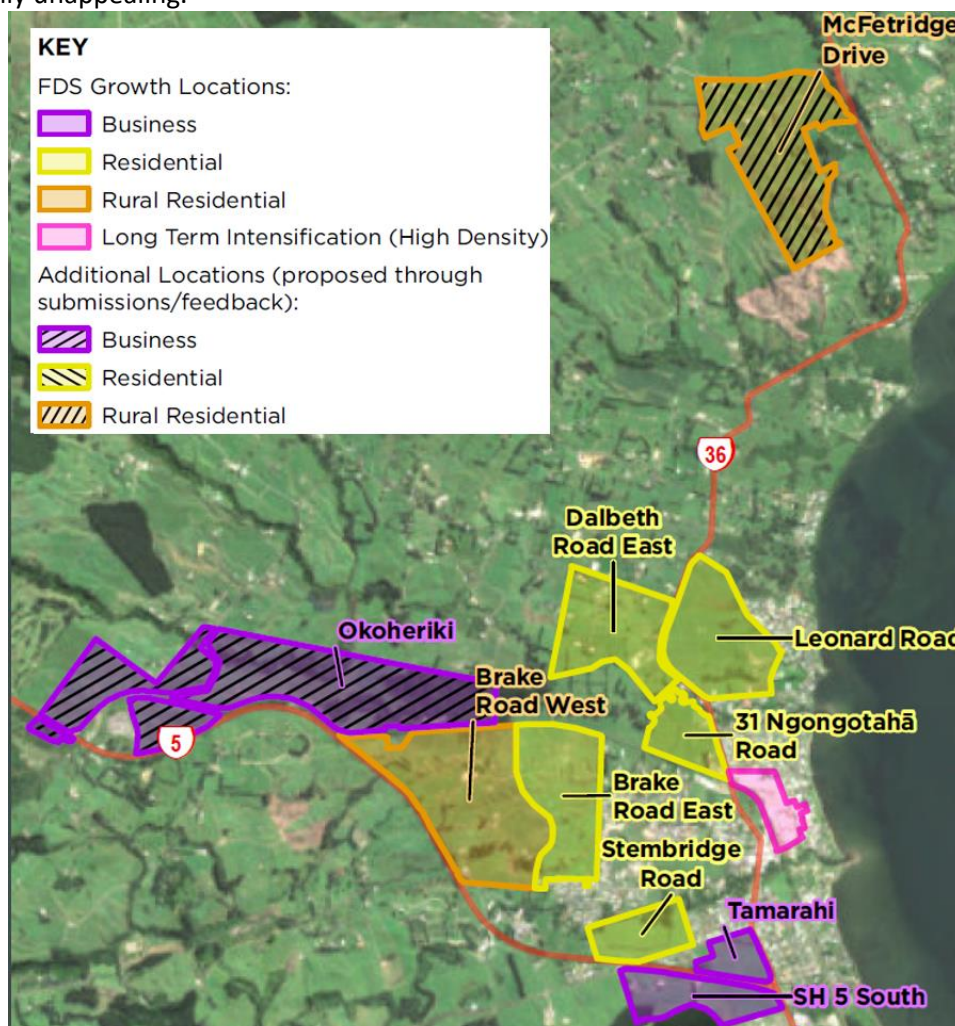 KEY
FDS Growth Locations:
Business
Residential
Rural Residential
Long Term Intensification (High Density)
Additional Locations (proposed through
submissions/feedback):
Business
Residential
Rural Residential
McFetridge
Drive
36
Dalbeth
Road East
Leonard Road
Okoheriki
Brake
Road West
31 Ngongotahā
Road
5
Brake
Road East
Stembridge
Road
Tamarahi
SH 5 South